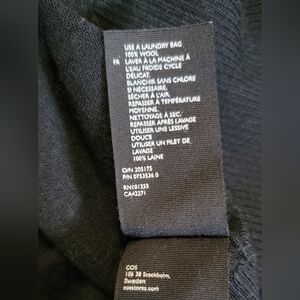 USE A LAUNDRY BAG
100% WOOL
FR LAVER À LA MACHINE À
L'EAU FROIDE CYCLE
DÉLICAT.
BLANCHIR SANS CHLORE
SI NÉCESSAIRE.
SÉCHER À L'AIR.
REPASSER À TEMPÉRATURE
MOYENNE.
NETTOYAGE À SEC.
REPASSER APRÈS LAVAGE
UTILISER UNE LESSIVE
DOUCE
UTILISER UN FILET DE
LAVAGE
100% LAINE
O/N 205175
P/N 0753536 0
RN101255
CA42271
COS
106 38 Stockholm,
Sweden
cosstores.com